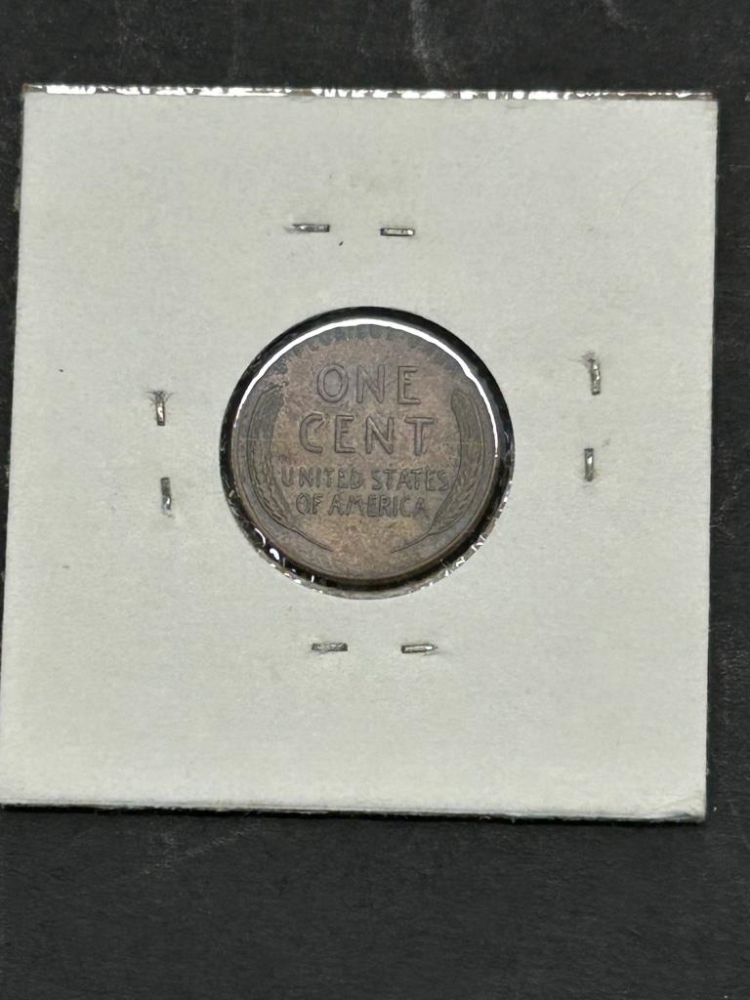 ONE
CENT
UNITED STATES
OF AMERICA